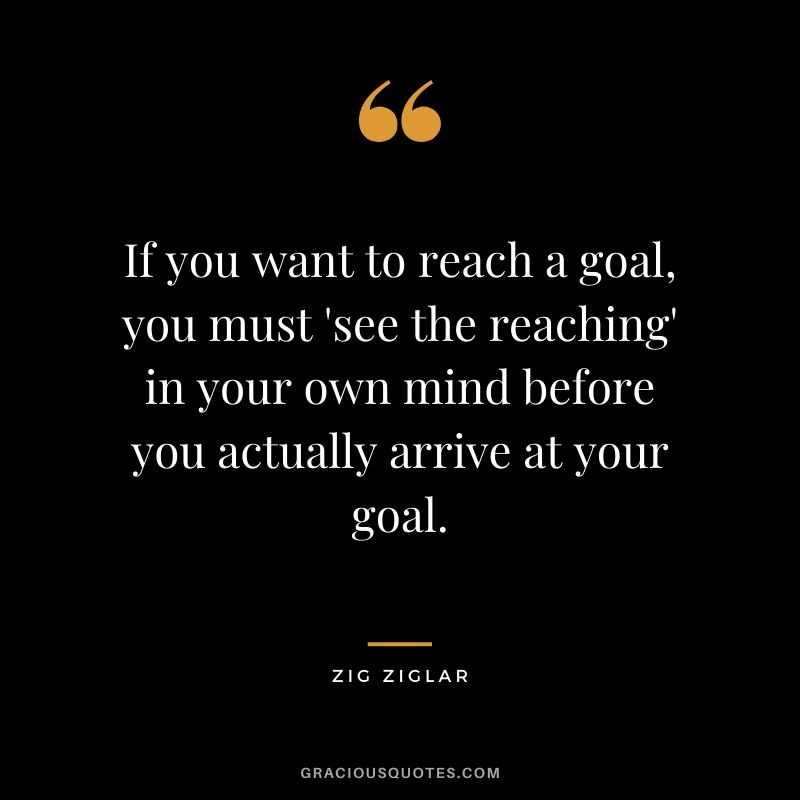 “
If you want to reach a goal,
you must 'see the reaching'
in your own mind before
you actually arrive at your
goal.
ZIG ZIGLAR
GRACIOUSQUOTES.COM